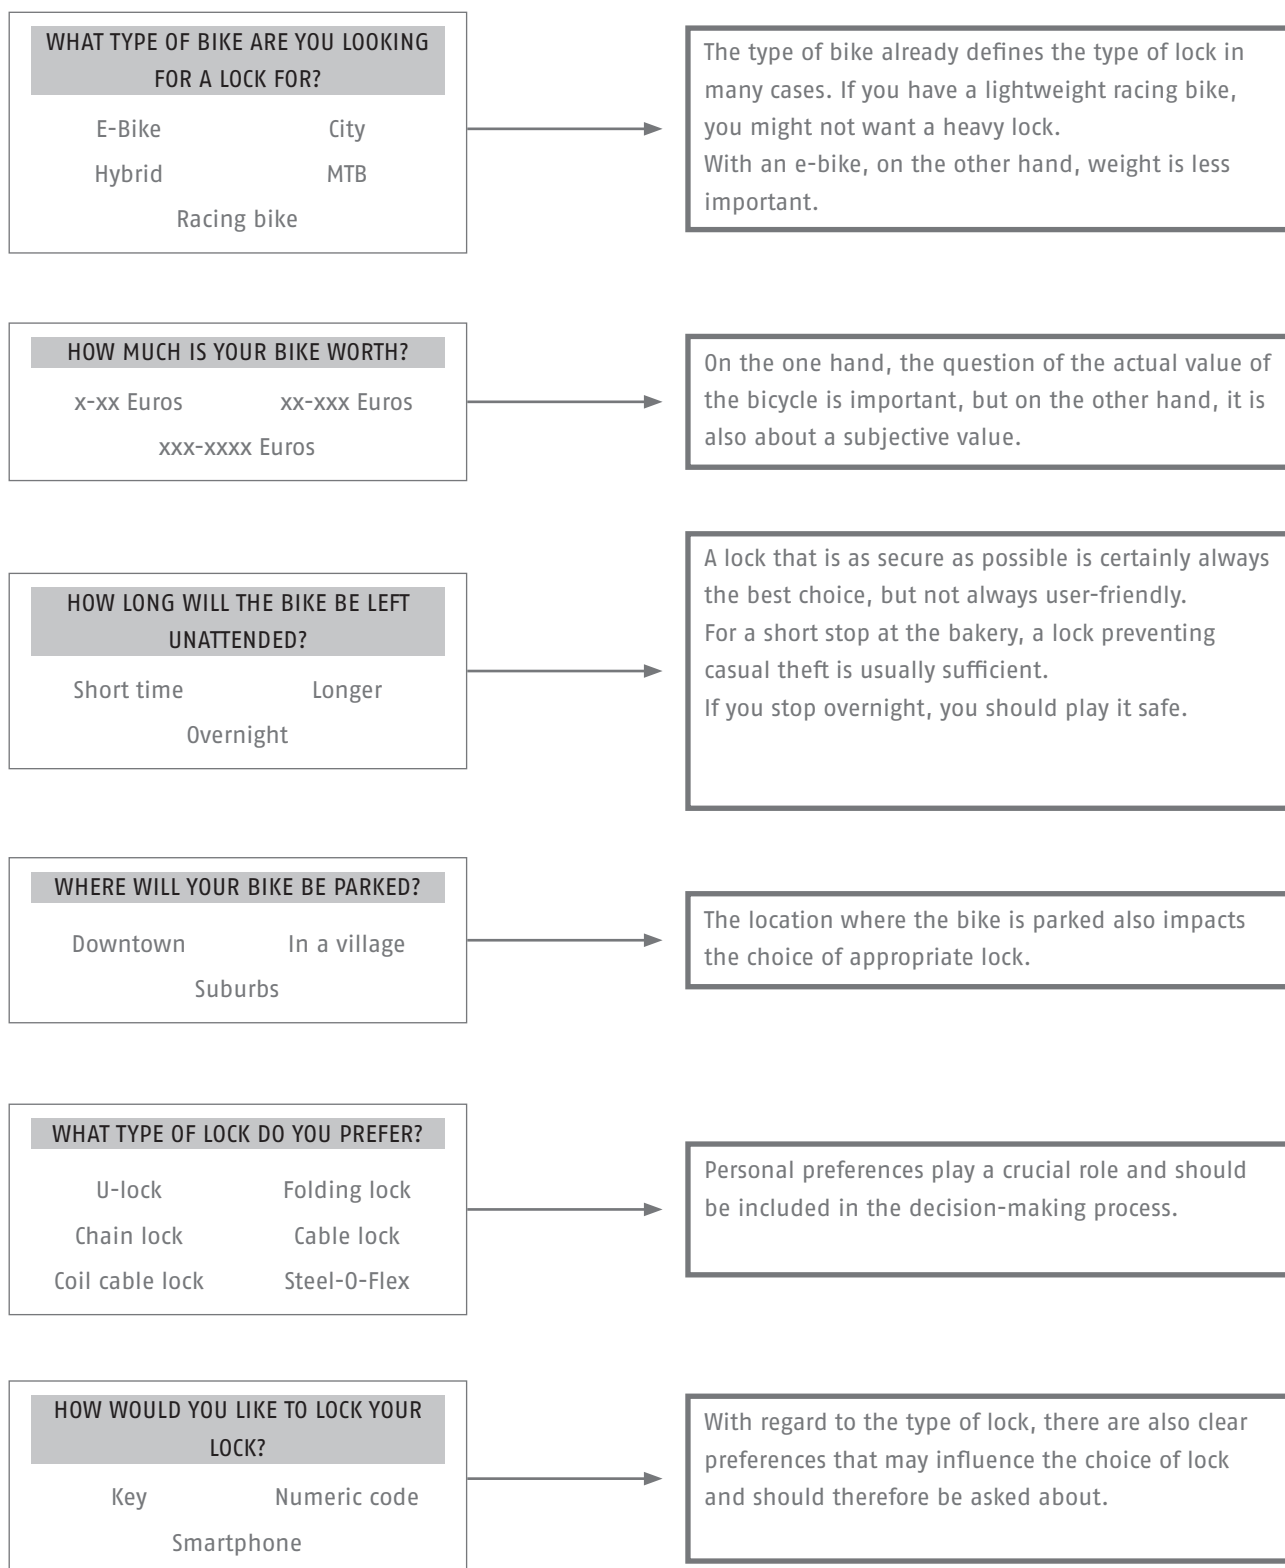 WHAT TYPE OF BIKE ARE YOU LOOKING
FOR A LOCK FOR?
E-Bike City
Hybrid MTB
Racing bike
The type of bike already defines the type of lock in
many cases. If you have a lightweight racing bike,
you might not want a heavy lock.
With an e-bike, on the other hand, weight is less
important.
HOW MUCH IS YOUR BIKE WORTH?
x-xx Euros xx-xxx Euros
xxx-xxxx Euros
On the one hand, the question of the actual value of
the bicycle is important, but on the other hand, it is
also about a subjective value.
HOW LONG WILL THE BIKE BE LEFT
UNATTENDED?
Short time Longer
Overnight
A lock that is as secure as possible is certainly always
the best choice, but not always user-friendly.
For a short stop at the bakery, a lock preventing
casual theft is usually sufficient.
If you stop overnight, you should play it safe.
WHERE WILL YOUR BIKE BE PARKED?
Downtown In a village
Suburbs
The location where the bike is parked also impacts
the choice of appropriate lock.
WHAT TYPE OF LOCK DO YOU PREFER?
U-lock Folding lock
Chain lock Cable lock
Coil cable lock Steel-O-Flex
Personal preferences play a crucial role and should
be included in the decision-making process.
HOW WOULD YOU LIKE TO LOCK YOUR
LOCK?
Key Numeric code
Smartphone
With regard to the type of lock, there are also clear
preferences that may influence the choice of lock
and should therefore be asked about.